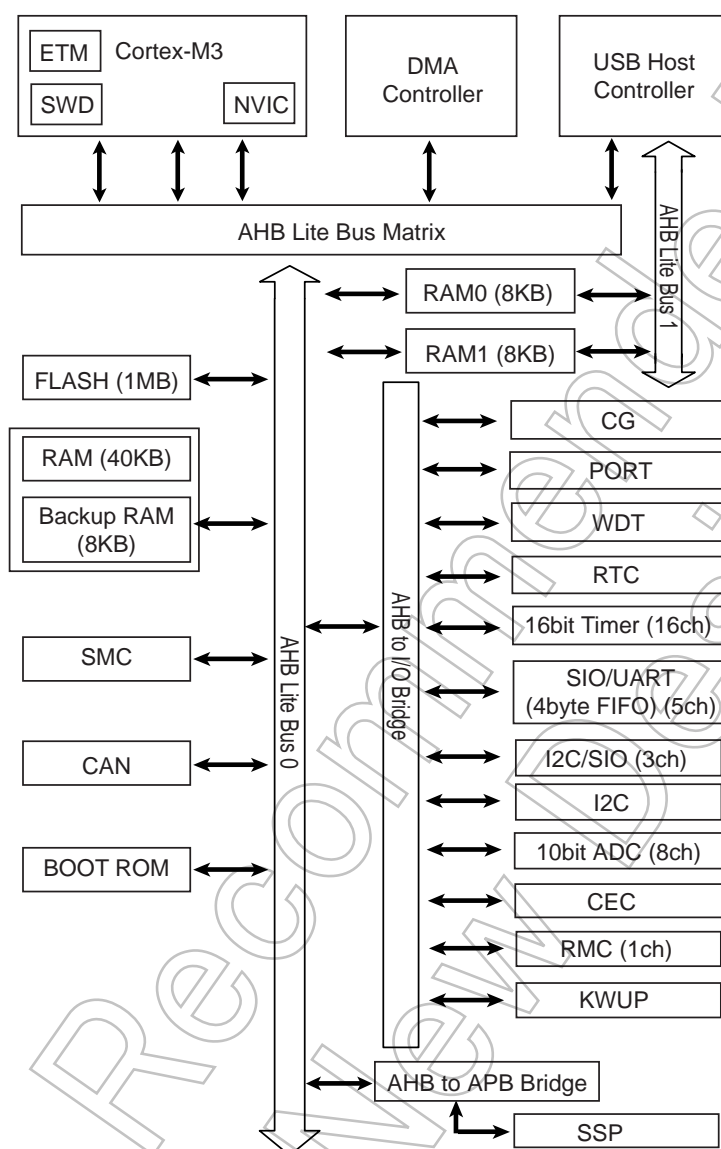 ETM
Cortex-M3
SWD
NVIC
DMA
Controller
USB Host
Controller
AHB Lite Bus Matrix
AHB Lite Bus 1
RAM0 (8KB)
RAM1 (8KB)
FLASH (1MB)
RAM (40KB)
Backup RAM
(8KB)
SMC
CAN
BOOT ROM
AHB Lite Bus 0
AHB to I/O Bridge
CG
PORT
WDT
RTC
16bit Timer (16ch)
SIO/UART
(4byte FIFO) (5ch)
I2C/SIO (3ch)
I2C
10bit ADC (8ch)
CEC
RMC (1ch)
KWUP
AHB to APB Bridge
SSP
Recommende
New De